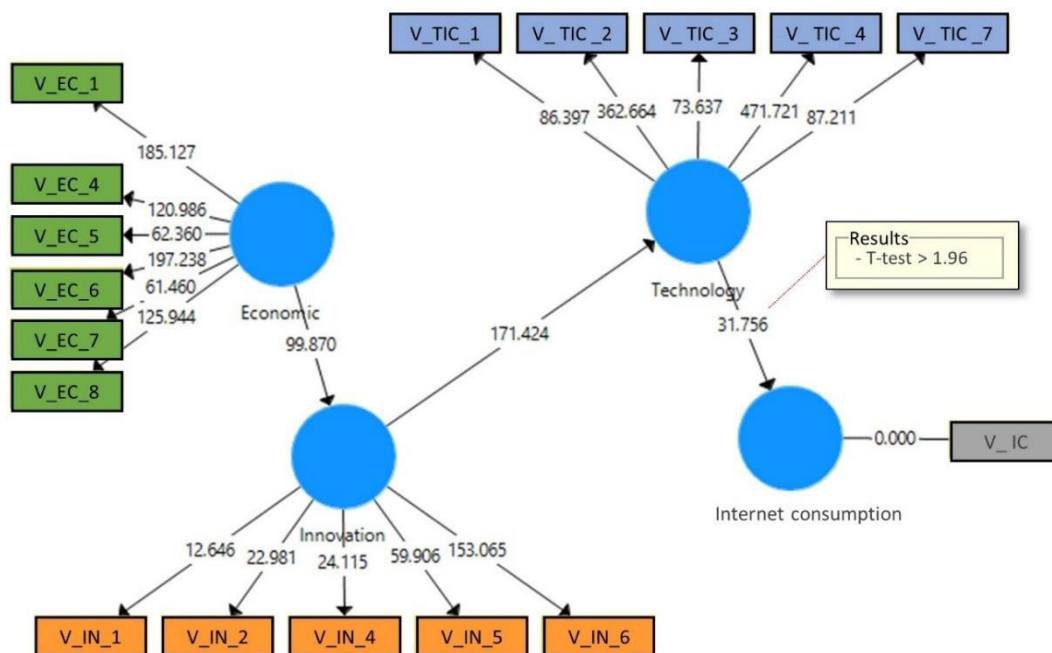 V_TIC_1
V_ TIC _2
V_ TIC _3
V_ TIC _4
V_ TIC _7
86.397
362.664
73.637
471.721
87.211
V_EC_1
V_EC_4
V_EC_5
V_EC_6
V_EC_7
V_EC_8
185.127
120.986
62.360
197.238
61.460
125.944
Economic
99.870
171.424
Technology
Results
- T-test > 1.96
31.756
0.000
V_ IC
Internet consumption
Innovation
12.646
22.981
24.115
59.906
153.065
V_IN_1
V_IN_2
V_IN_4
V_IN_5
V_IN_6